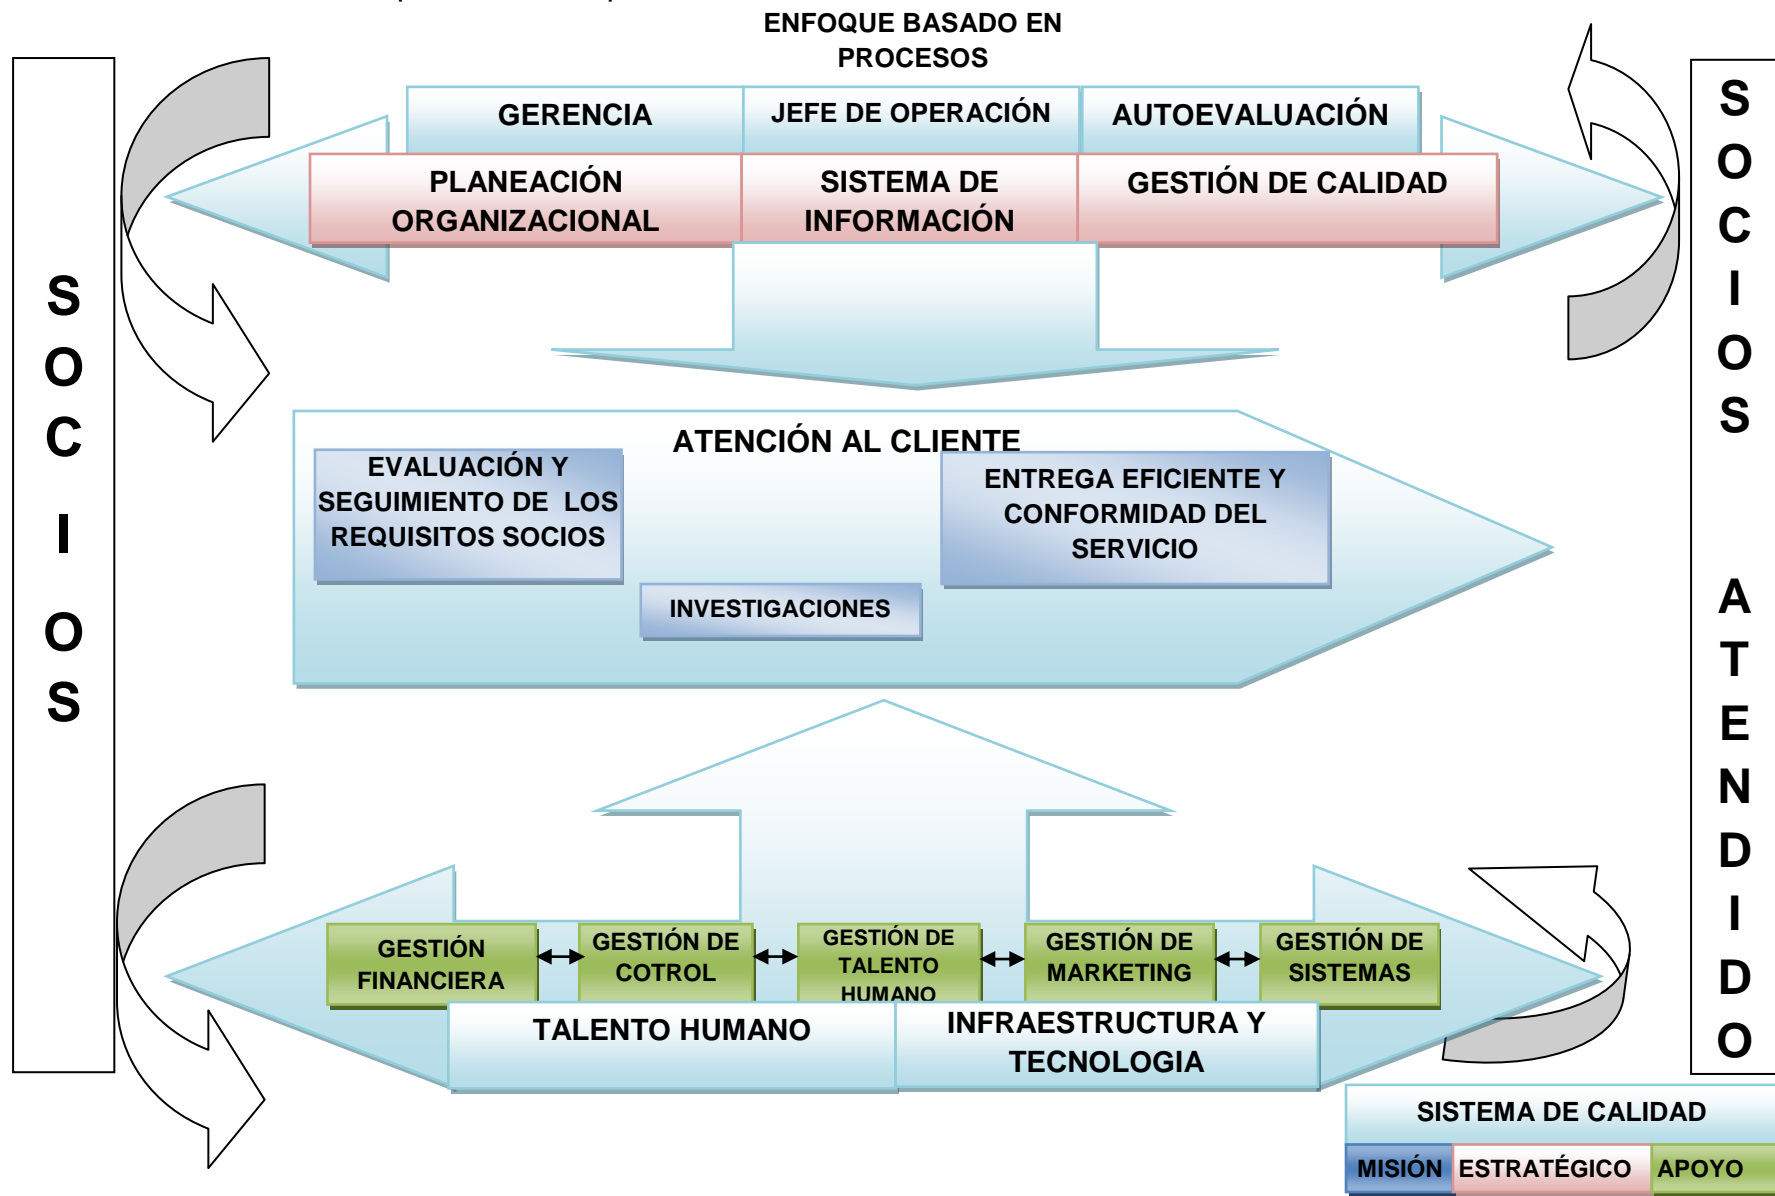 ENFOQUE BASADO EN
PROCESOS
GERENCIA
JEFE DE OPERACIÓN
AUTOEVALUACIÓN
PLANEACIÓN
ORGANIZACIONAL
SISTEMA DE
INFORMACIÓN
GESTIÓN DE CALIDAD
S
O
C
I
O
S
ATENCIÓN AL CLIENTE
EVALUACIÓN Y
SEGUIMIENTO DE LOS
REQUISITOS SOCIOS
INVESTIGACIONES
ENTREGA EFICIENTE Y
CONFORMIDAD DEL
SERVICIO
S
O
C
I
O
S
A
T
E
N
D
I
D
O
GESTIÓN
FINANCIERA
GESTIÓN DE
COTROL
GESTIÓN DE
TALENTO
HUMANO
GESTIÓN DE
MARKETING
GESTIÓN DE
SISTEMAS
TALENTO HUMANO
INFRAESTRUCTURA Y
TECNOLOGIA
SISTEMA DE CALIDAD
MISIÓN
ESTRATÉGICO
APOYO